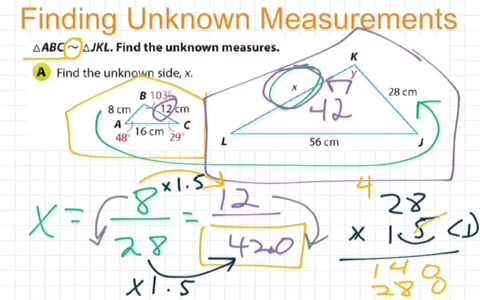 Finding Unknown Measurements
△ABC ~ △JKL. Find the unknown measures.
A Find the unknown side, x.
B 103°
8 cm 12 cm
A C
48° 16 cm 29°
K
x y
42 28 cm
L 56 cm J
x1.5
X = 8/28 = 12/42.0
x1.5
4
28
x 1.5 <1)
140
28